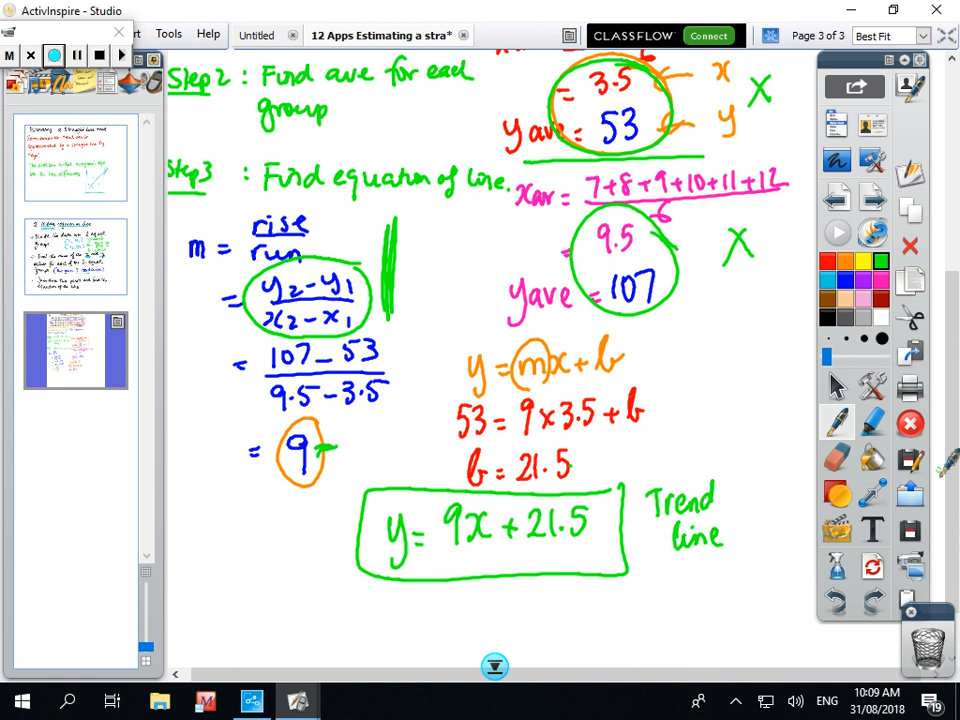 ActivInspire - Studio
Tools Help
Untitled
12 Apps Estimating a stra*
CLASSFLOW
Connect
Page 3 of 3
Best Fit
Step 2 : Find ave for each
group
= 3.5 x
yave = 53 y
X
Step 3 : Find equation of line.
xav = 7+8+9+10+11+12
6
= 9.5
yave = 107
X
m = rise
run
= y2-y1
x2-x1
= 107-53
9.5-3.5
= 9
y = mx+b
53 = 9x3.5+b
b = 21.5
y = 9x+21.5
Trend
line
ENG
10:09 AM
31/08/2018
19